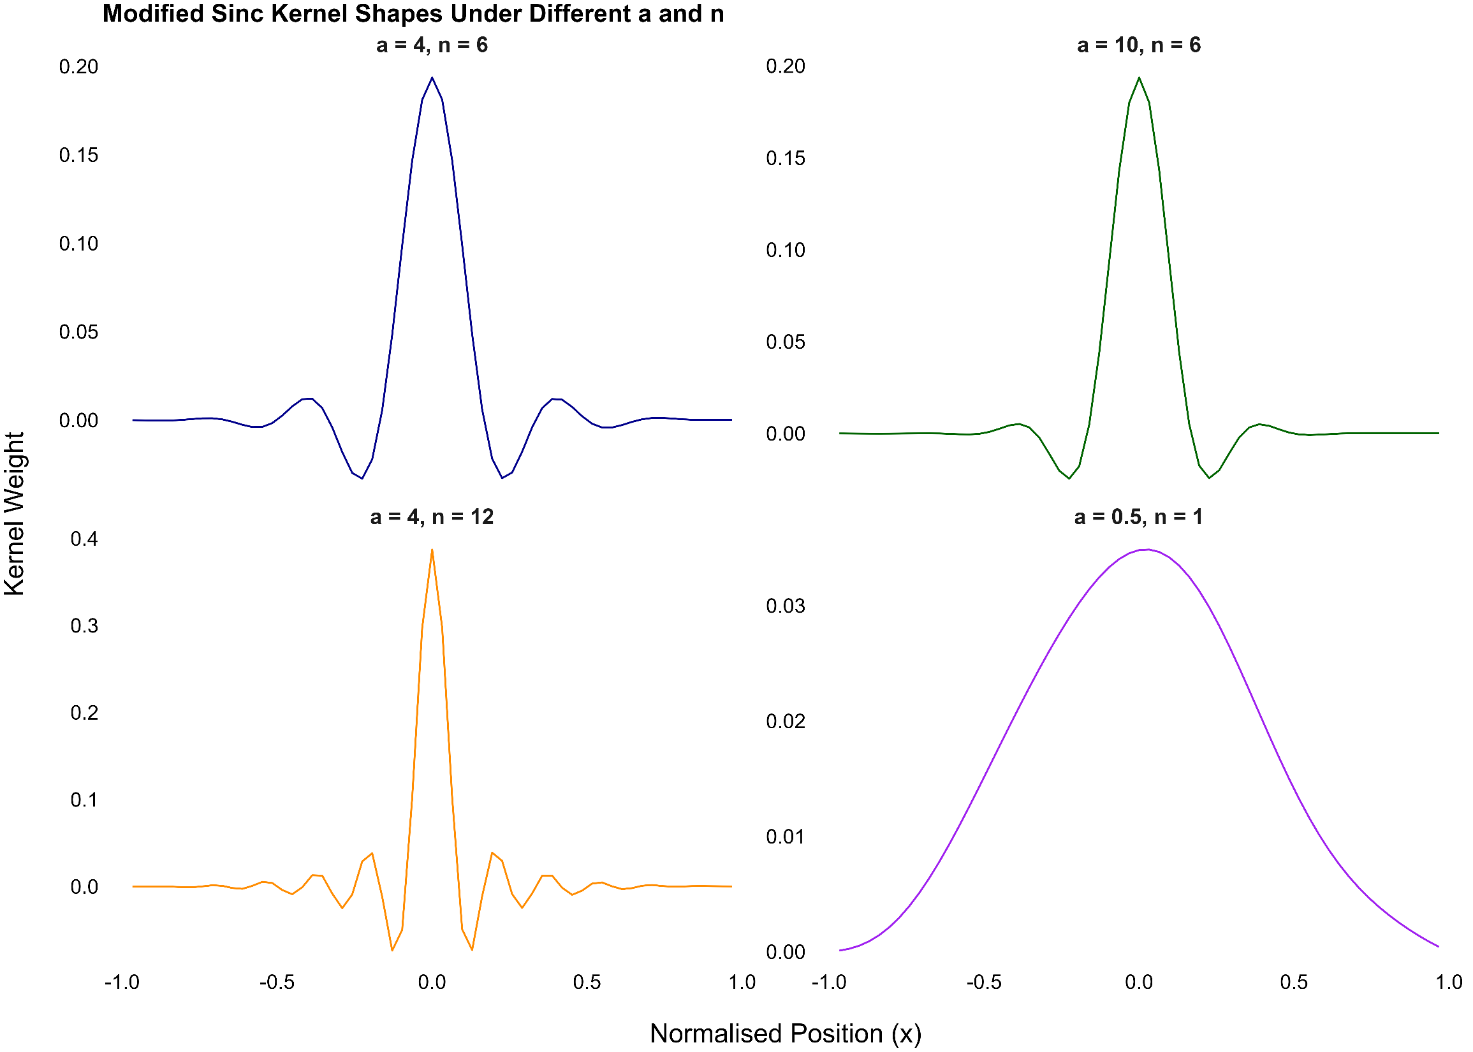 Modified Sinc Kernel Shapes Under Different a and n
a = 4, n = 6
0.20
0.15
0.10
0.05
0.00
a = 10, n = 6
0.20
0.15
0.10
0.05
0.00
Kernel Weight
a = 4, n = 12
0.4
0.3
0.2
0.1
0.0
-1.0 -0.5 0.0 0.5 1.0
a = 0.5, n = 1
0.03
0.02
0.01
0.00
-1.0 -0.5 0.0 0.5 1.0
Normalised Position (x)